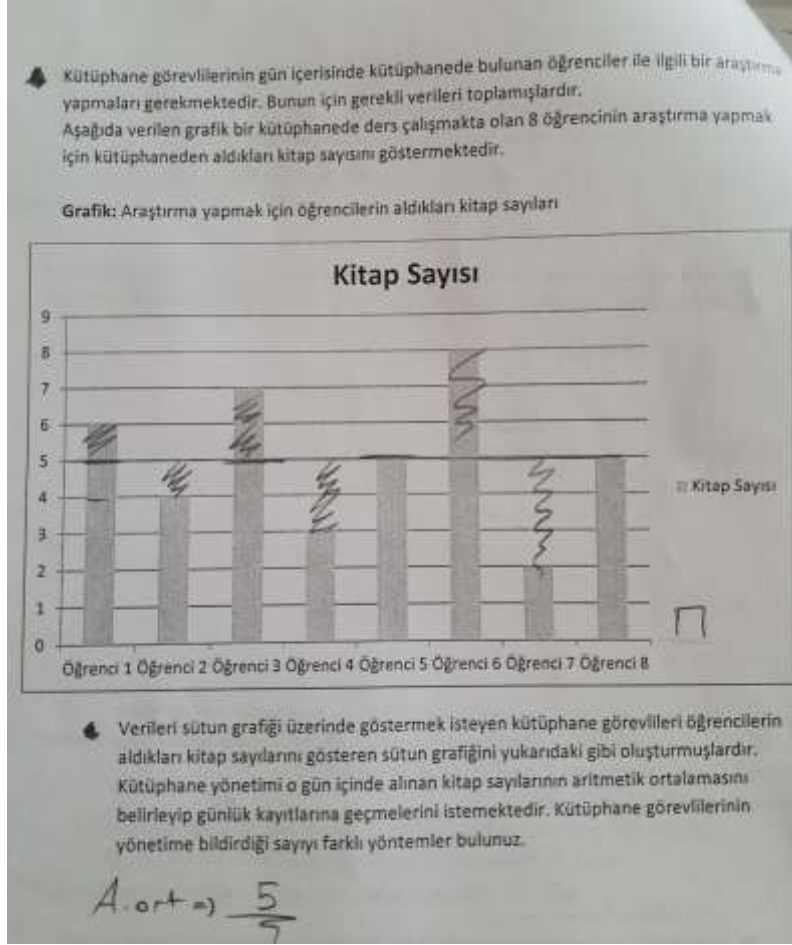 Kütüphane görevlilerinin gün içerisinde kütüphanede bulunan öğrenciler ile ilgili bir araştırma
yapmaları gerekmektedir. Bunun için gerekli verileri toplamışlardır.
Aşağıda verilen grafik bir kütüphanede ders çalışmakta olan 8 öğrencinin araştırma yapmak
için kütüphaneden aldıkları kitap sayısını göstermektedir.
Grafik: Araştırma yapmak için öğrencilerin aldıkları kitap sayıları
Kitap Sayısı
9
8
7
6
5
4
3
2
1
0
Kitap Sayısı
Öğrenci 1 Öğrenci 2 Öğrenci 3 Öğrenci 4 Öğrenci 5 Öğrenci 6 Öğrenci 7 Öğrenci 8
Verileri sütun grafiği üzerinde göstermek isteyen kütüphane görevlileri öğrencilerin
aldıkları kitap sayılarını gösteren sütun grafiğini yukarıdaki gibi oluşturmuşlardır.
Kütüphane yönetimi o gün içinde alınan kitap sayılarının aritmetik ortalamasını
belirleyip günlük kayıtlarına geçmelerini istemektedir. Kütüphane görevlilerinin
yönetime bildirdiği sayıyı farklı yöntemler bulunuz.
A.ort => 5